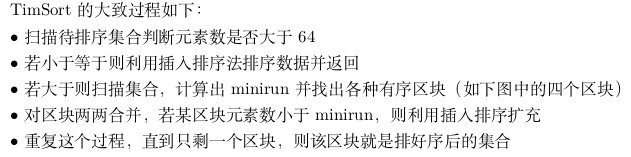 TimSort 的大致过程如下：
• 扫描待排序集合判断元素数是否大于 64
• 若小于等于则利用插入排序法排序数据并返回
• 若大于则扫描集合，计算出 minirun 并找出各种有序区块（如下图中的四个区块）
• 对区块两两合并，若某区块元素数小于 minirun，则利用插入排序扩充
• 重复这个过程，直到只剩一个区块，则该区块就是排好序后的集合